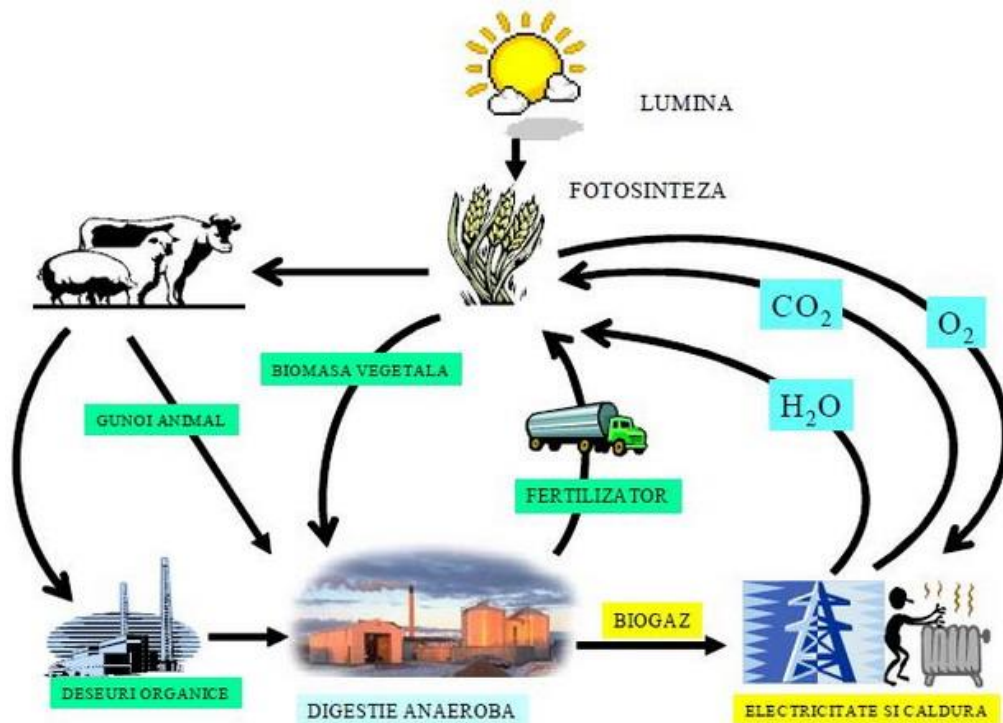 LUMINA
FOTOSINTEZA
CO2
O2
BIOMASA VEGETALA
H2O
GUNOI ANIMAL
FERTILIZATOR
BIOGAZ
DESEURI ORGANICE
DIGESTIE ANAEROBA
ELECTRICITATE SI CALDURA